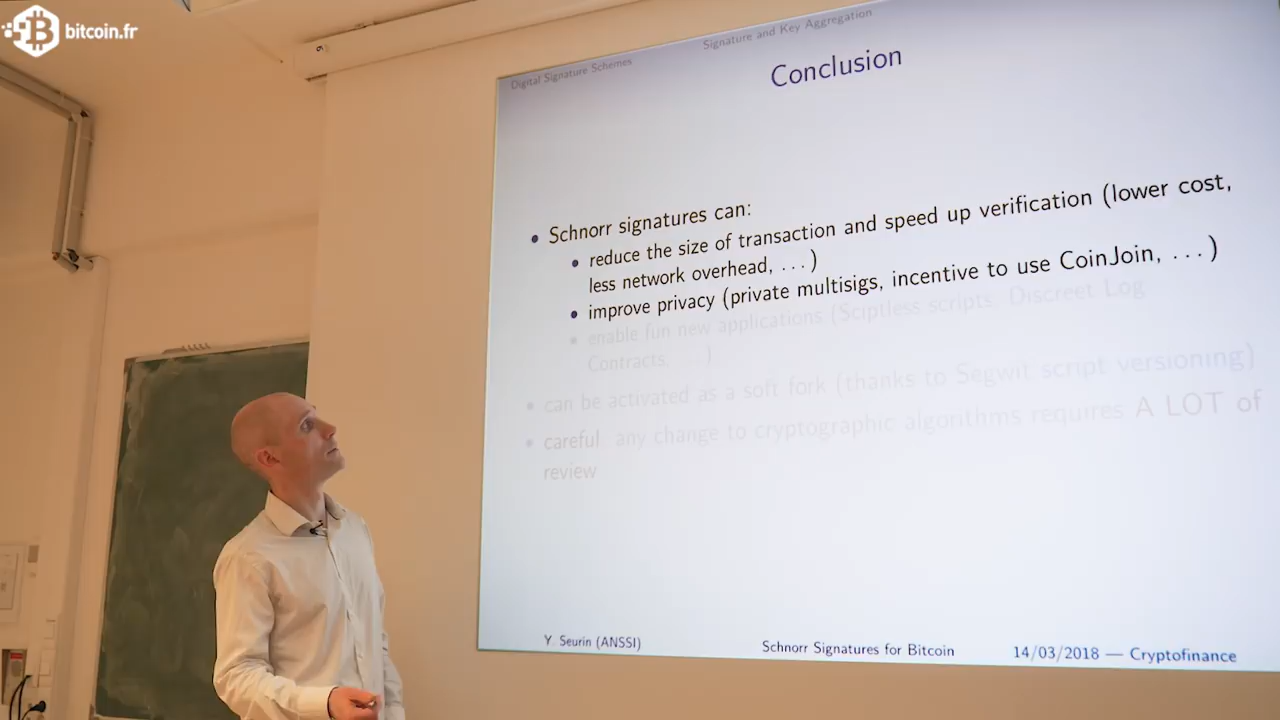 bitcoin.fr
Digital Signature Schemes
Signature and Key Aggregation
Conclusion
• Schnorr signatures can:
• reduce the size of transaction and speed up verification (lower cost,
less network overhead, ...)
• improve privacy (private multisigs, incentive to use CoinJoin, ...)
• enable fun new applications (Sciptless scripts, Discreet Log
Contracts, ...)
• can be activated as a soft fork (thanks to Segwit script versioning)
• careful any change to cryptographic algorithms requires A LOT of
review
Y. Seurin (ANSSI)
Schnorr Signatures for Bitcoin
14/03/2018 — Cryptofinance